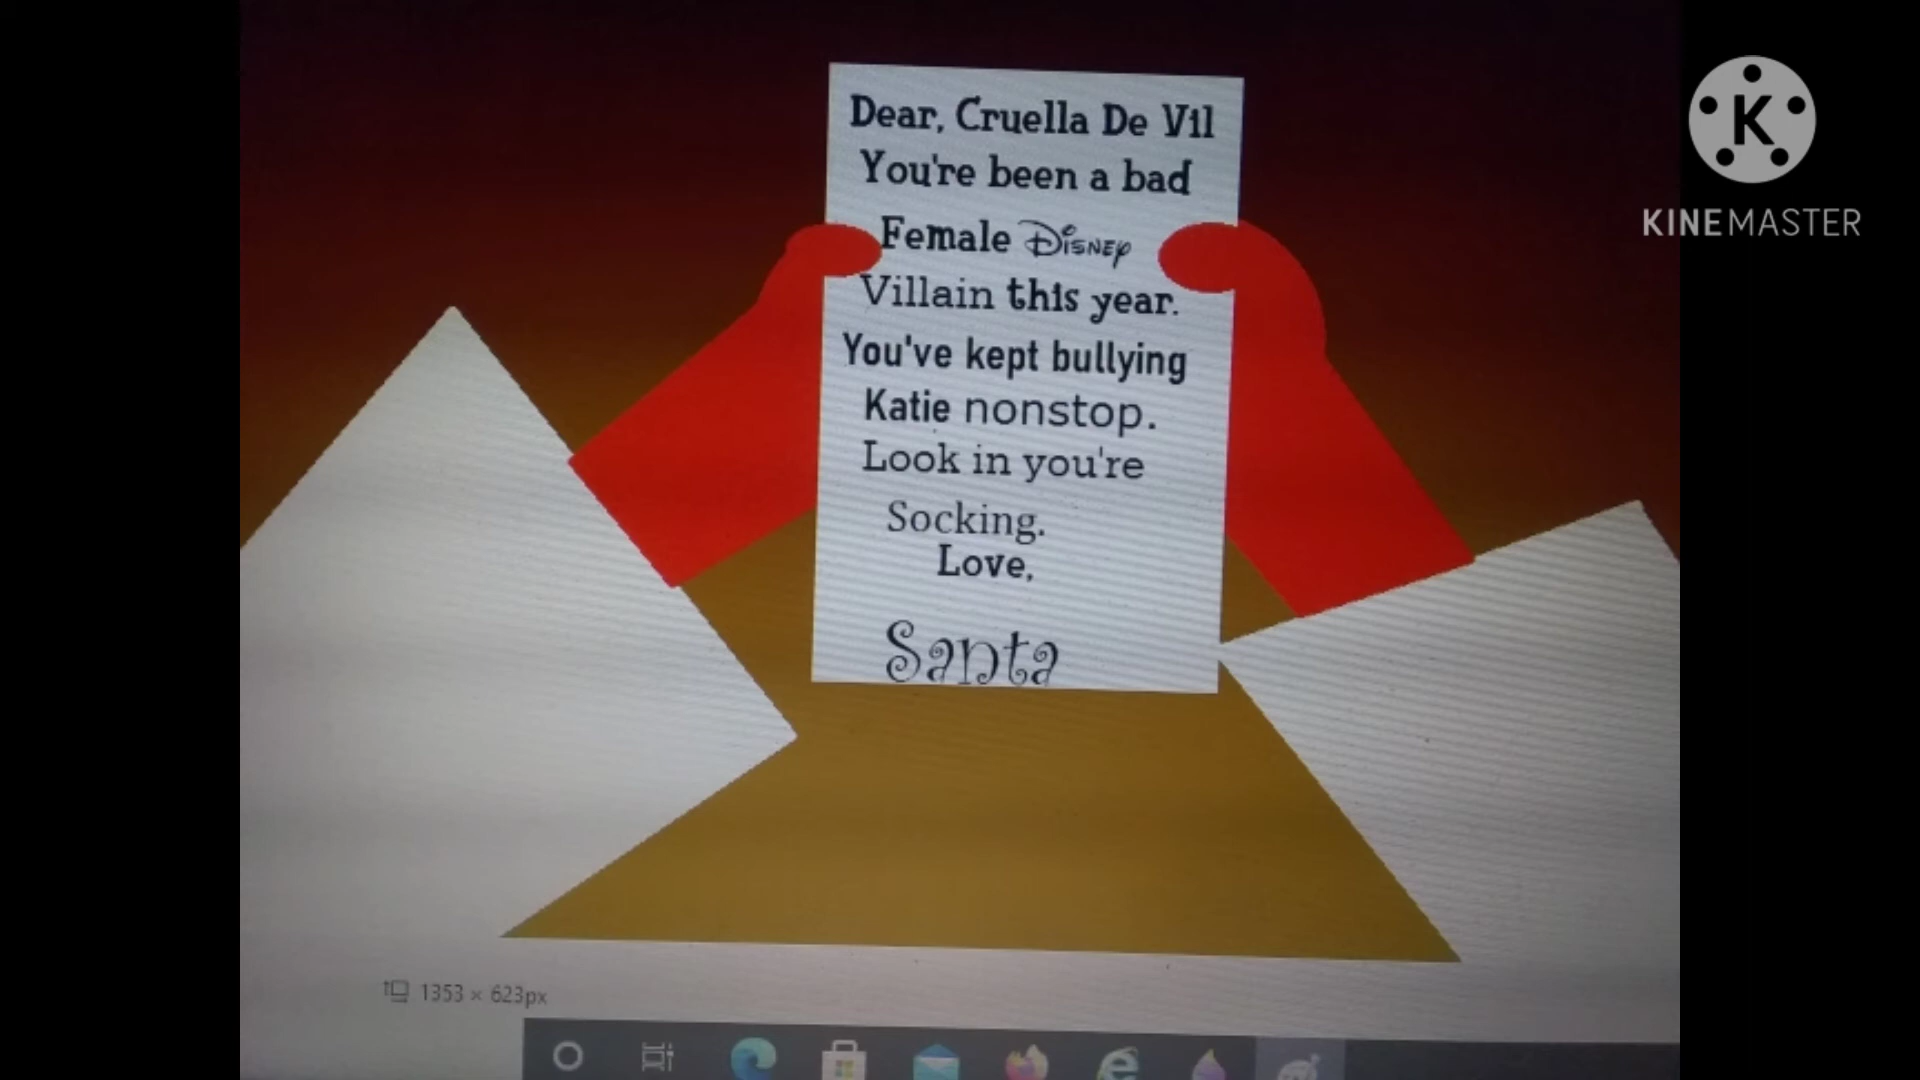 Dear, Cruella De Vil
You're been a bad
Female Disney
Villain this year.
You've kept bullying
Katie nonstop.
Look in you're
Socking.
Love,
Santa
K
KINEMASTER
1353 × 623px